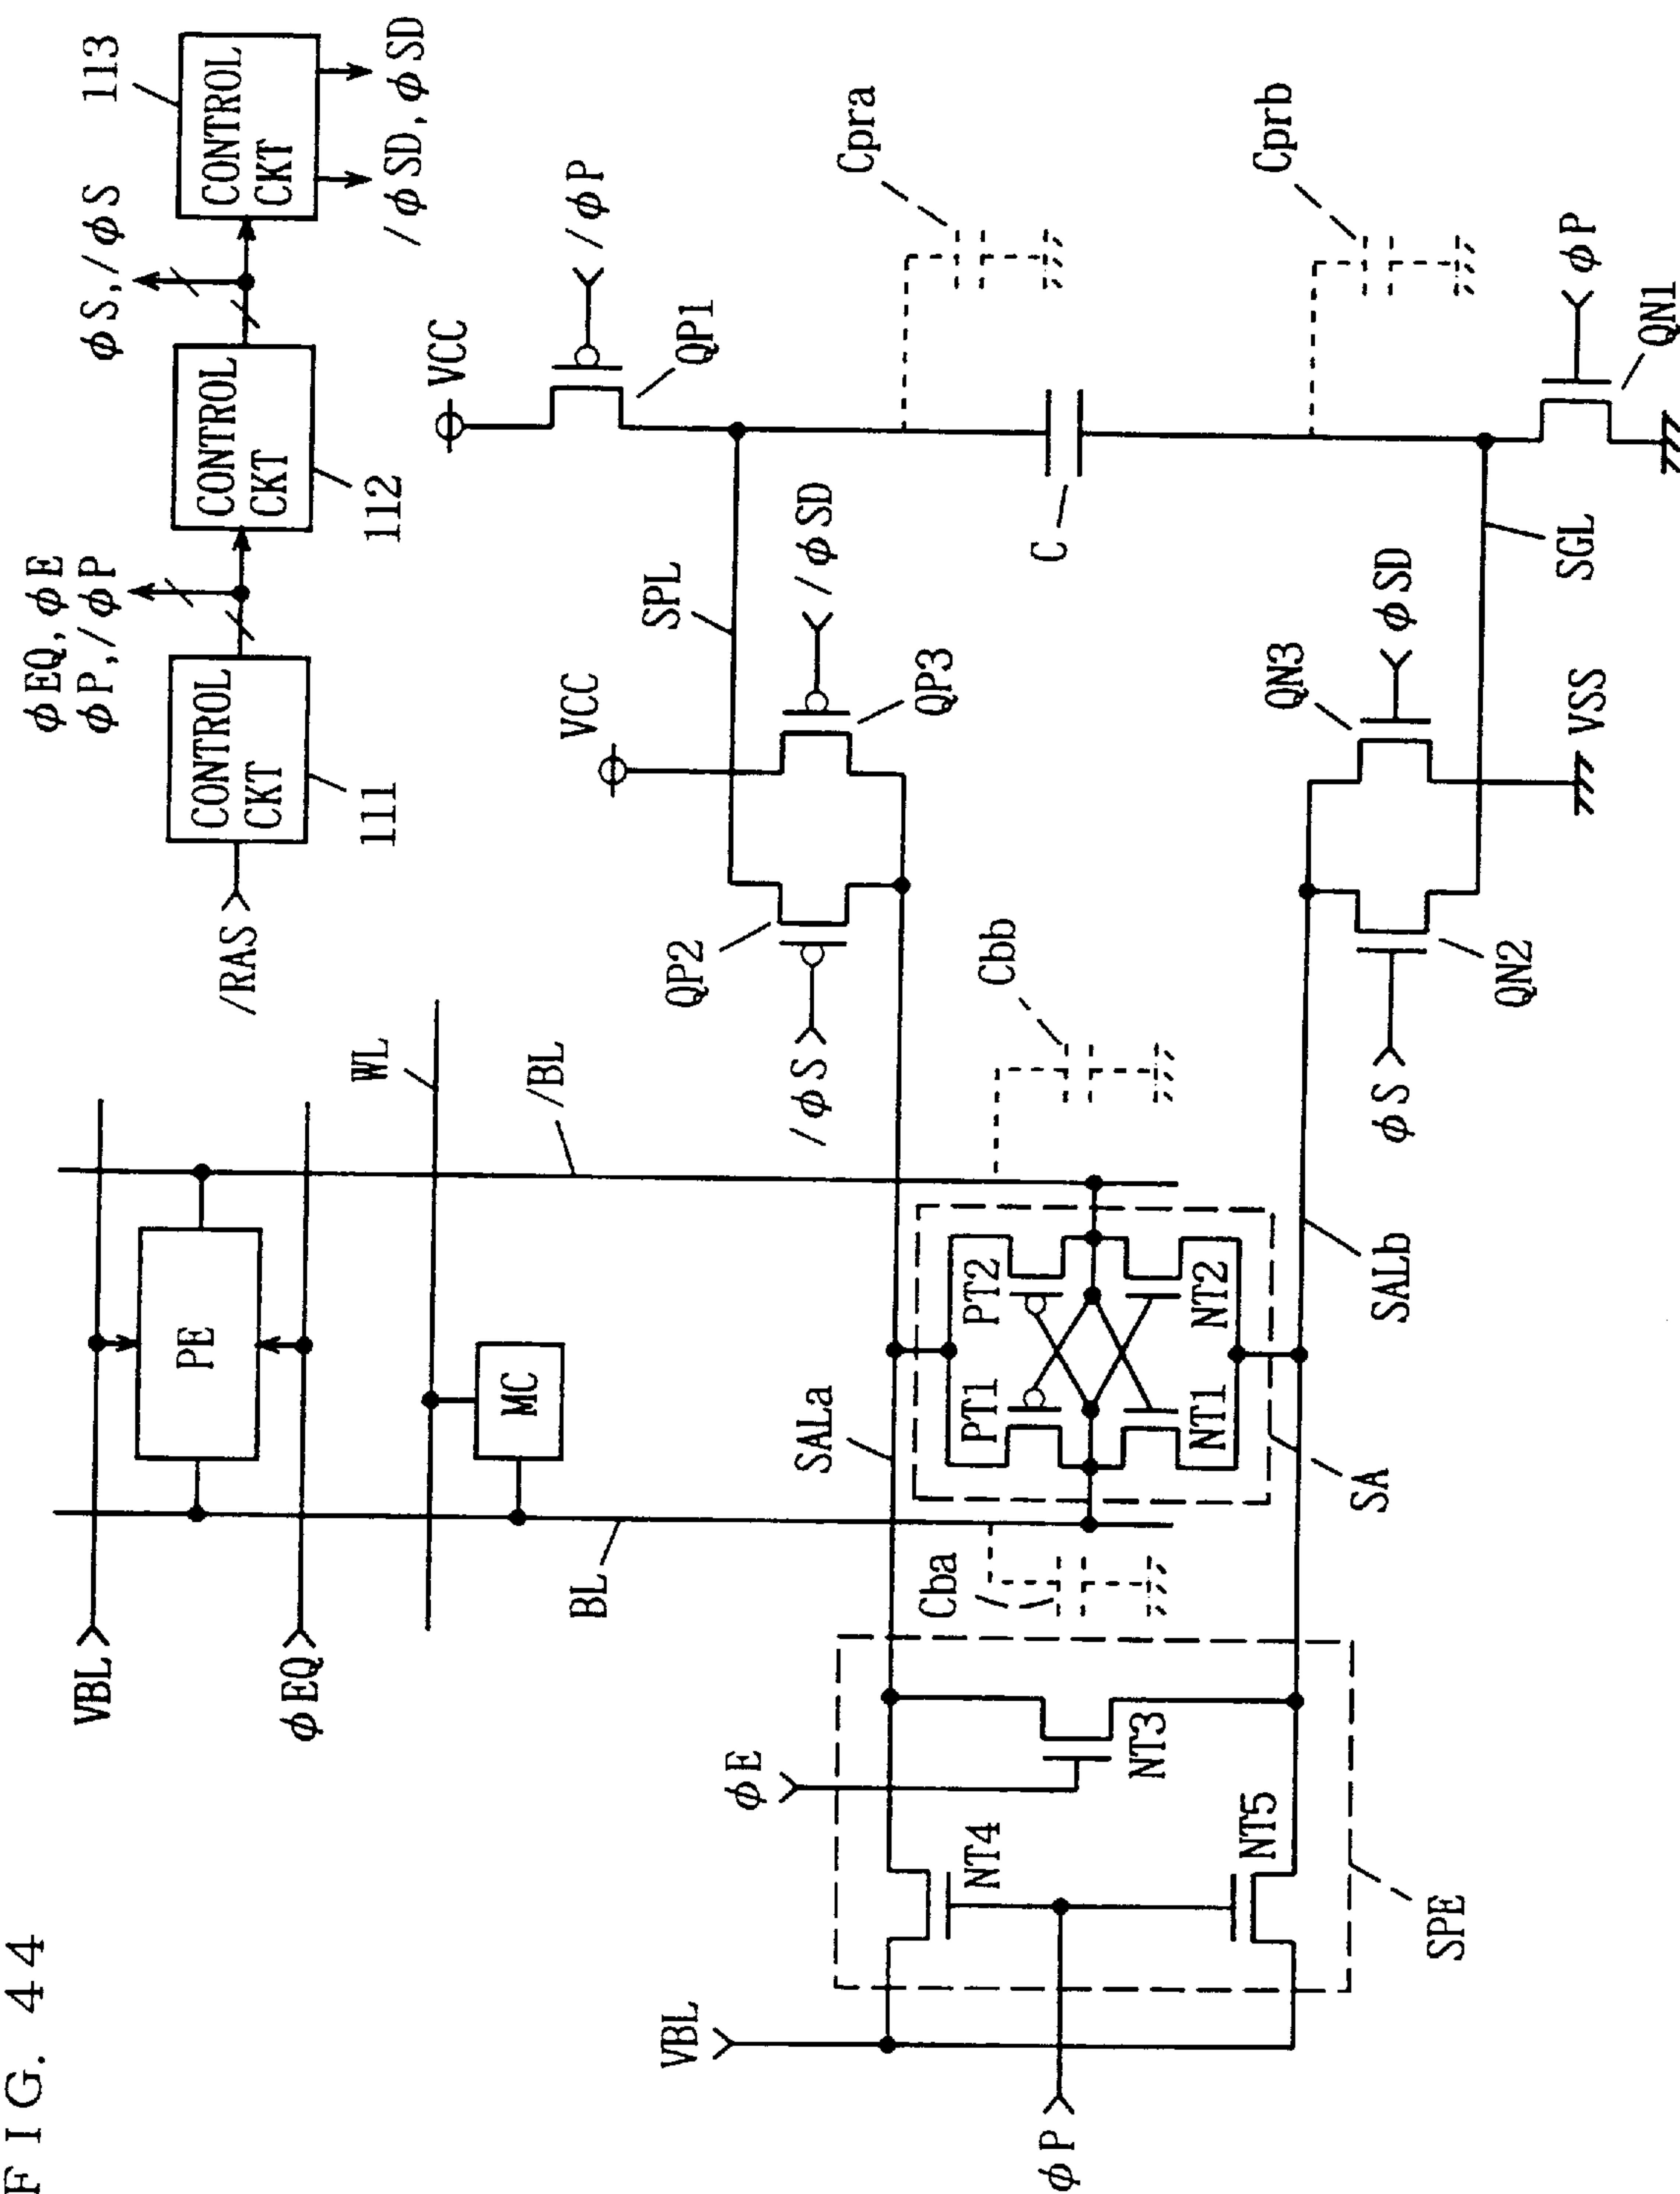 FIG. 44
VBL
φEQ
PE
WL
MC
BL
/BL
/RAS
CONTROL
CKT
111
φEQ, φE
φP, /φP
CONTROL
CKT
112
φS, /φS
CONTROL
CKT
113
/φSD, φSD
VBL
φP
φE
NT4
NT3
NT5
SPE
SALa
Cba
PT1
PT2
NT1
NT2
SA
SALb
Cbb
/φS
QP2
VCC
QP3
/φSD
SPL
VCC
/φP
QP1
Cpra
C
Cprb
φS
QN2
QN3
φSD
VSS
SGL
φP
QN1